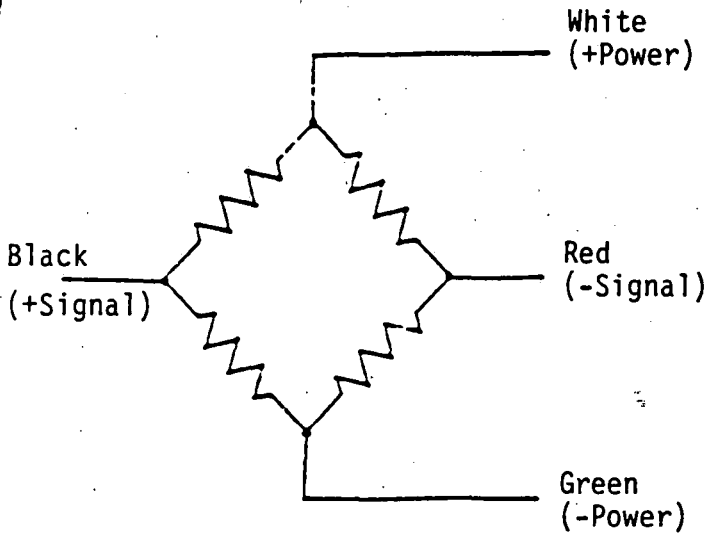 White
(+Power)
Black
(+Signal)
Red
(-Signal)
Green
(-Power)